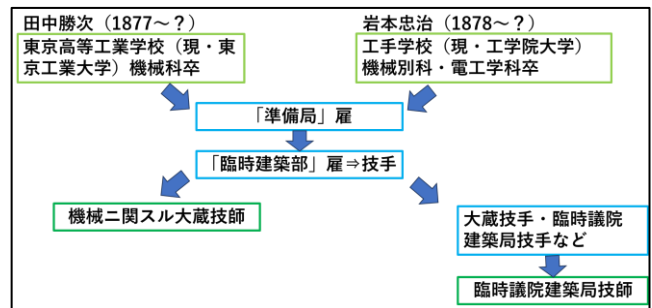 田中勝次（1877～？）
東京高等工業学校（現・東
京工業大学）機械科卒
岩本忠治（1878～？）
工手学校（現・工学院大学）
機械別科・電工学科卒
「準備局」雇
「臨時建築部」雇⇒技手
機械ニ関スル大蔵技師
大蔵技手・臨時議院
建築局技手など
臨時議院建築局技師